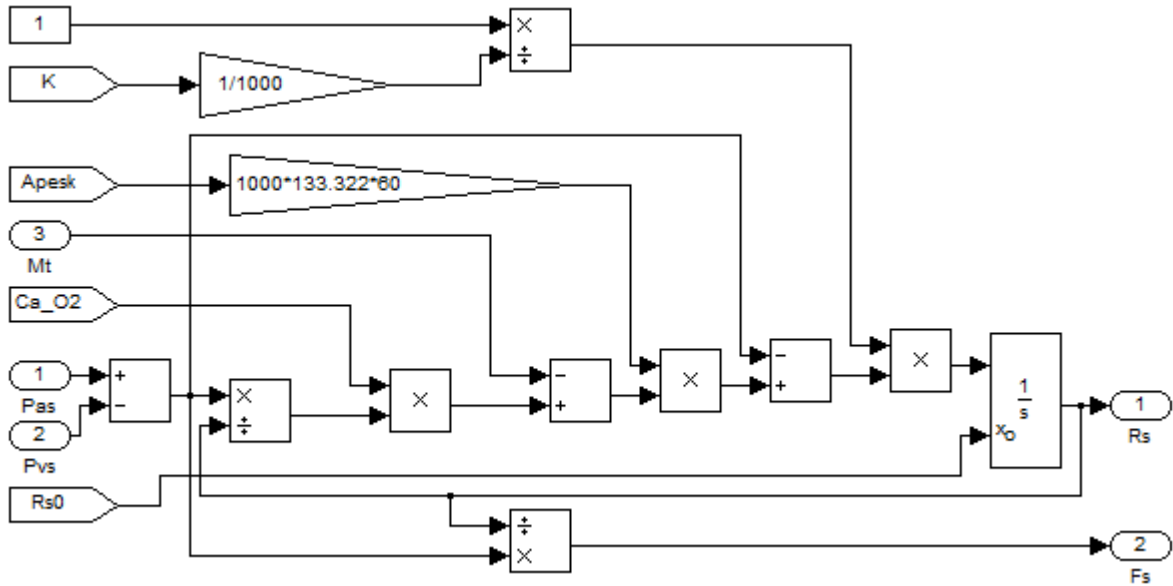 1
×
÷
K
1/1000
Apesk
1000*133.322*60
3
Mt
Ca_O2
1
Pas
+
−
2
Pvs
×
÷
×
−
+
×
−
+
×
1
s
xo
1
Rs
Rs0
÷
×
2
Fs